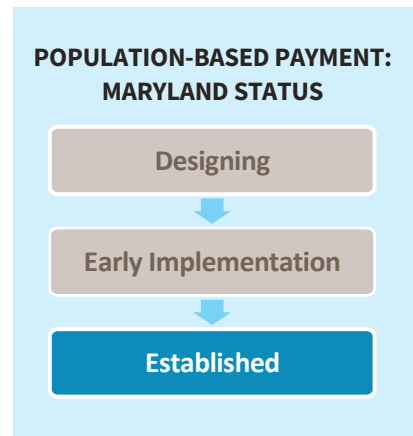 POPULATION-BASED PAYMENT:
MARYLAND STATUS
Designing
Early Implementation
Established